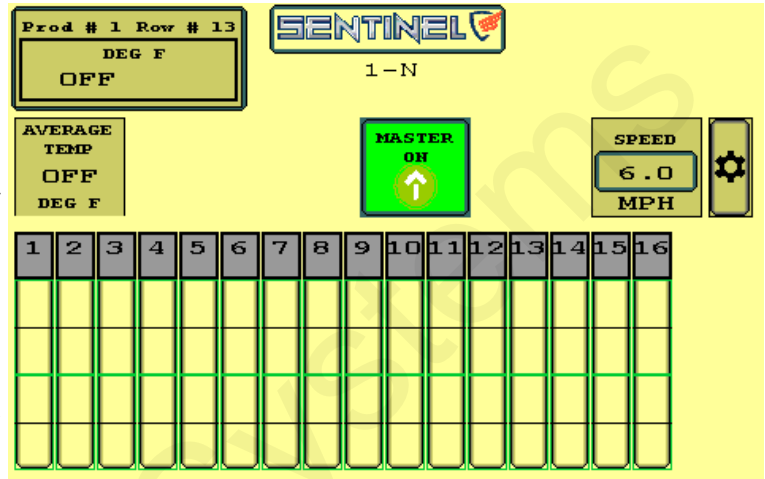 Prod # 1 Row # 13
DEG F
OFF
SENTINEL
1-N
AVERAGE
TEMP
OFF
DEG F
MASTER
ON
SPEED
6.0
MPH
1 2 3 4 5 6 7 8 9 10 11 12 13 14 15 16
ystems